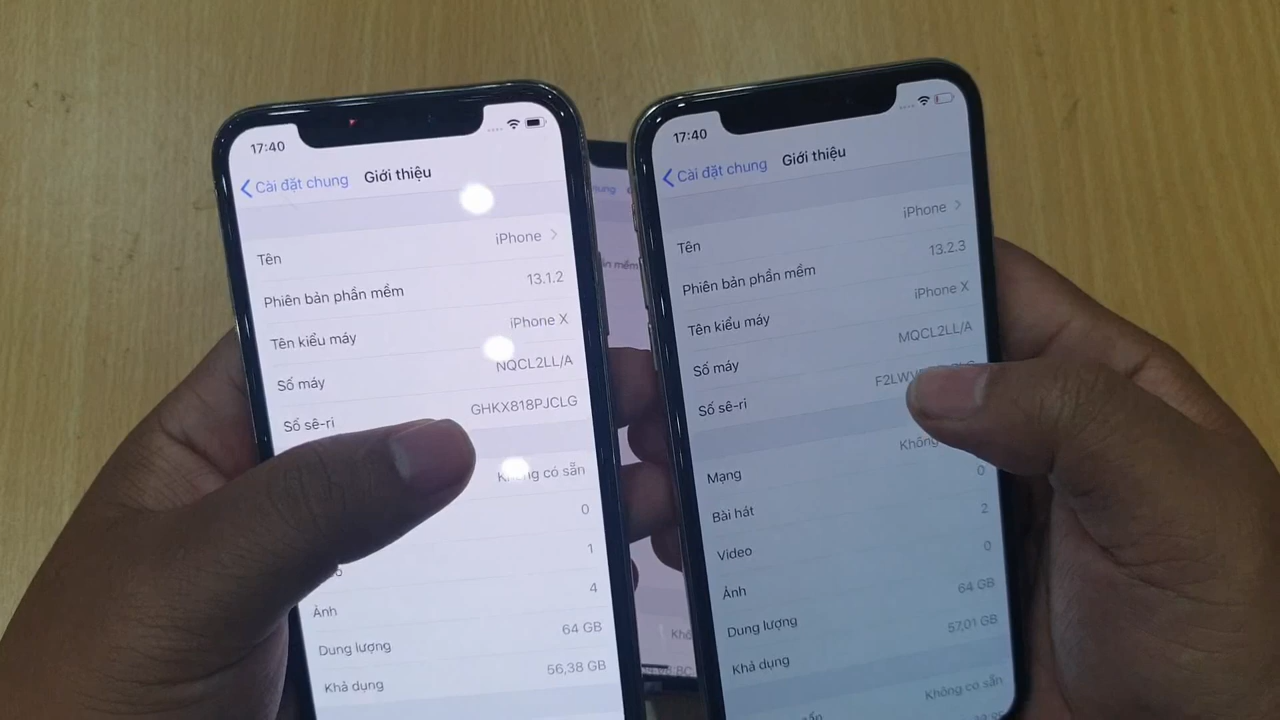 17:40
Cài đặt chung
Giới thiệu
Tên
iPhone
Phiên bản phần mềm
13.1.2
Tên kiểu máy
iPhone X
Số máy
NQCL2LL/A
Số sê-ri
GHKX818PJCLG
Không có sẵn
0
1
Ảnh
4
Dung lượng
64 GB
Khả dụng
56,38 GB
17:40
Cài đặt chung
Giới thiệu
Tên
iPhone
Phiên bản phần mềm
13.2.3
Tên kiểu máy
iPhone X
Số máy
MQCL2LL/A
Số sê-ri
F2LWV
Mạng
Không
Bài hát
0
Video
2
Ảnh
0
Dung lượng
64 GB
Khả dụng
57,01 GB
Không có sẵn
mềm